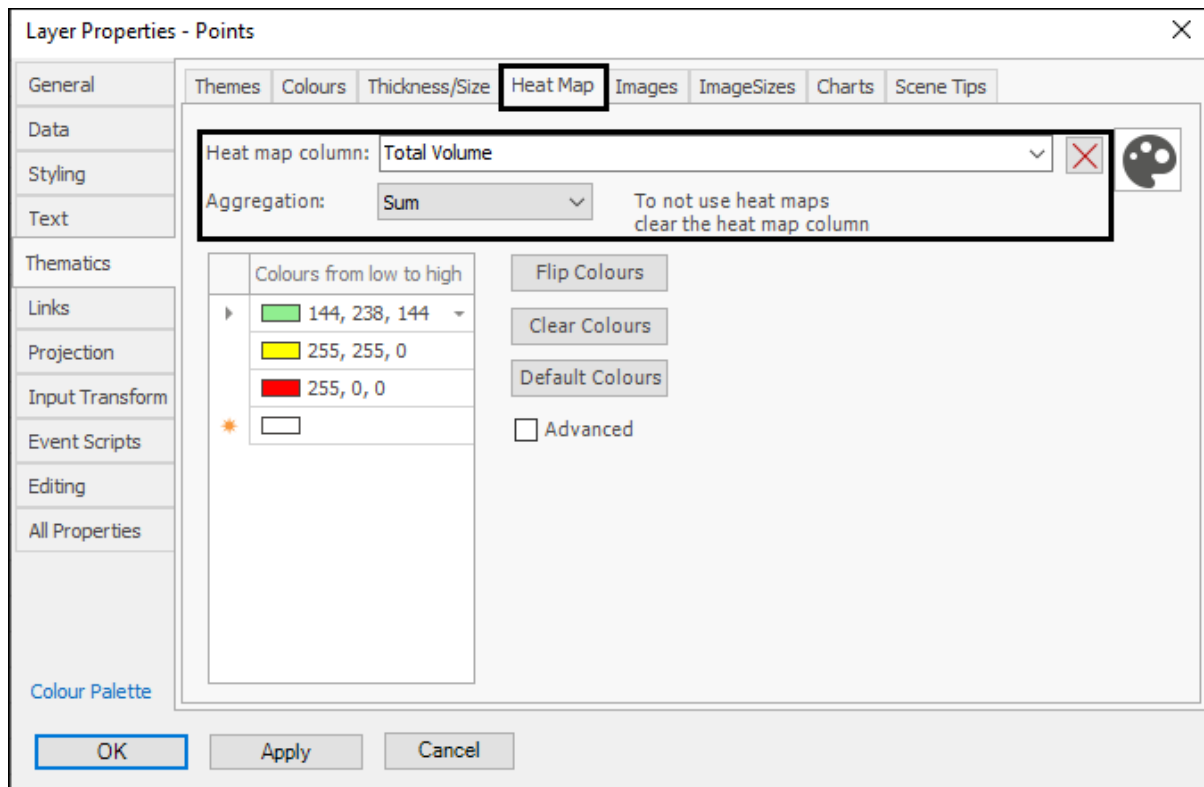 Layer Properties - Points
General
Data
Styling
Text
Thematics
Links
Projection
Input Transform
Event Scripts
Editing
All Properties
Colour Palette
Themes Colours Thickness/Size Heat Map Images ImageSizes Charts Scene Tips
Heat map column: Total Volume
Aggregation: Sum
To not use heat maps
clear the heat map column
Colours from low to high
144, 238, 144
255, 255, 0
255, 0, 0
Flip Colours
Clear Colours
Default Colours
Advanced
OK Apply Cancel